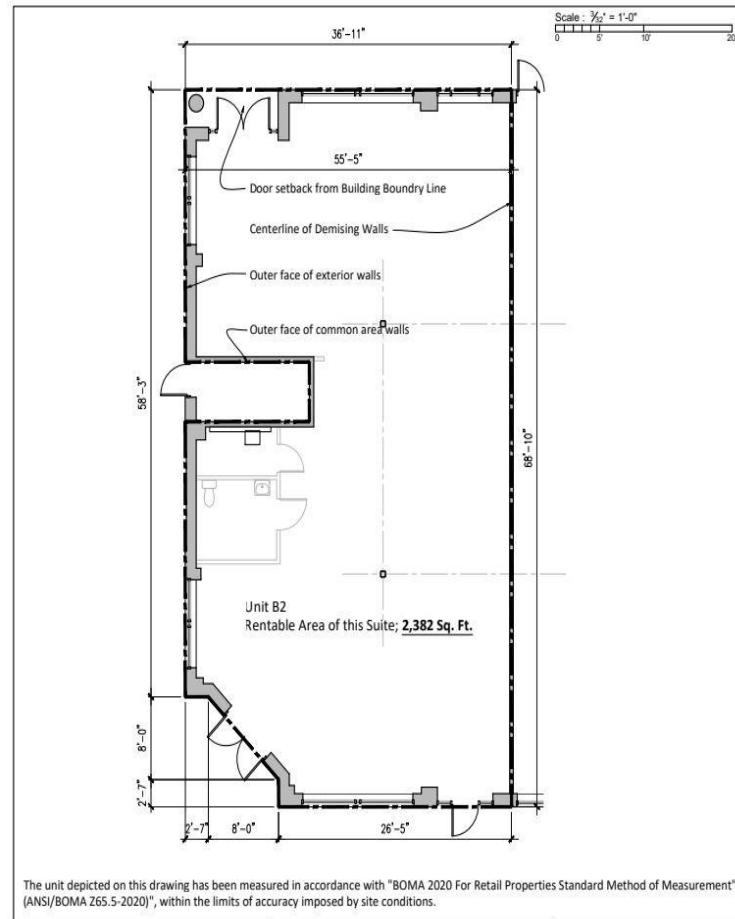 Scale : 3/32" = 1'-0"
0 5' 10' 20
36'-11"
55'-5"
Door setback from Building Boundry Line
Centerline of Demising Walls
Outer face of exterior walls
Outer face of common area walls
58'-3"
68'-10"
Unit B2
Rentable Area of this Suite; 2,382 Sq. Ft.
8'-0"
2'-7"
2'-7" 8'-0" 26'-5"
The unit depicted on this drawing has been measured in accordance with "BOMA 2020 For Retail Properties Standard Method of Measurement"
(ANSI/BOMA Z65.5-2020)", within the limits of accuracy imposed by site conditions.